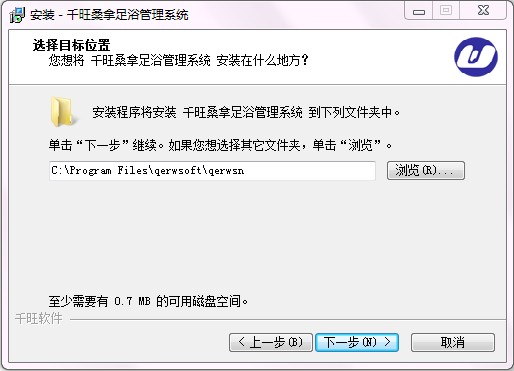 安装 - 千旺桑拿足浴管理系统
选择目标位置
您想将 千旺桑拿足浴管理系统 安装在什么地方?
安装程序将安装 千旺桑拿足浴管理系统 到下列文件夹中。
单击“下一步”继续。如果您想选择其它文件夹，单击“浏览”。
C:\Program Files\qerwsoft\qerwsn
浏览(R)...
至少需要有 0.7 MB 的可用磁盘空间。
千旺软件
< 上一步(B) 下一步(N) > 取消